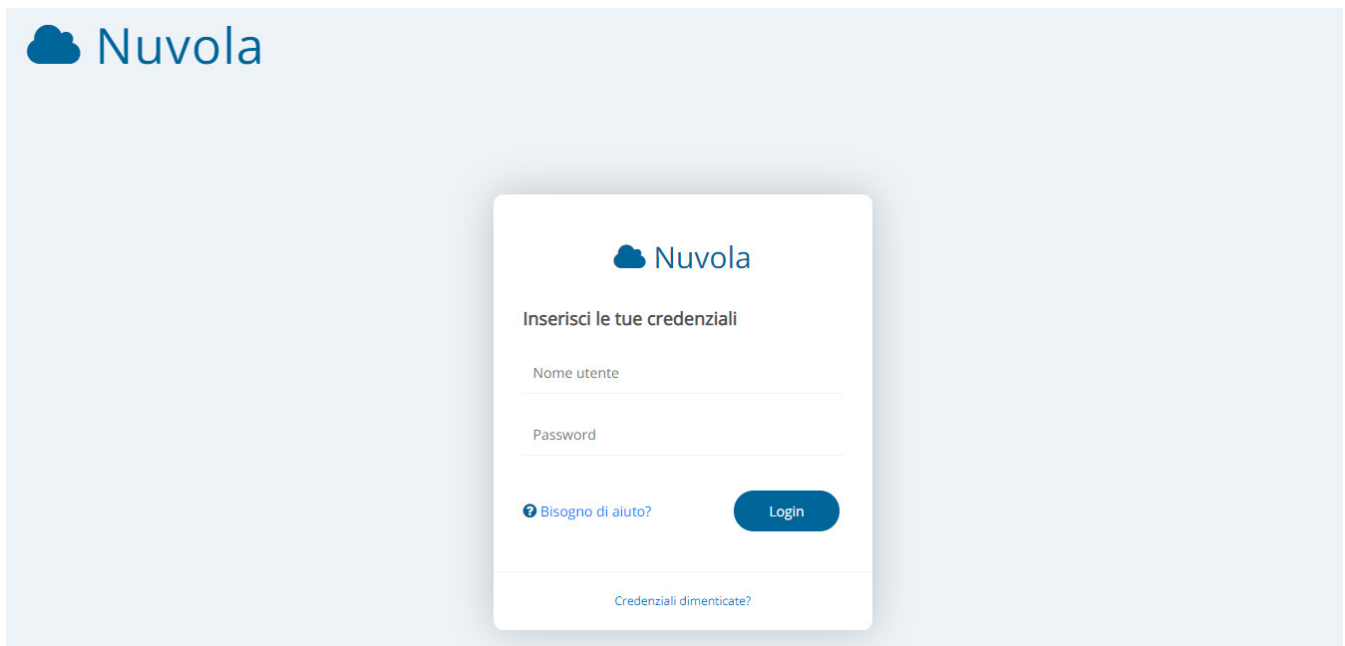 Nuvola
Nuvola
Inserisci le tue credenziali
Nome utente
Password
Bisogno di aiuto?
Login
Credenziali dimenticate?